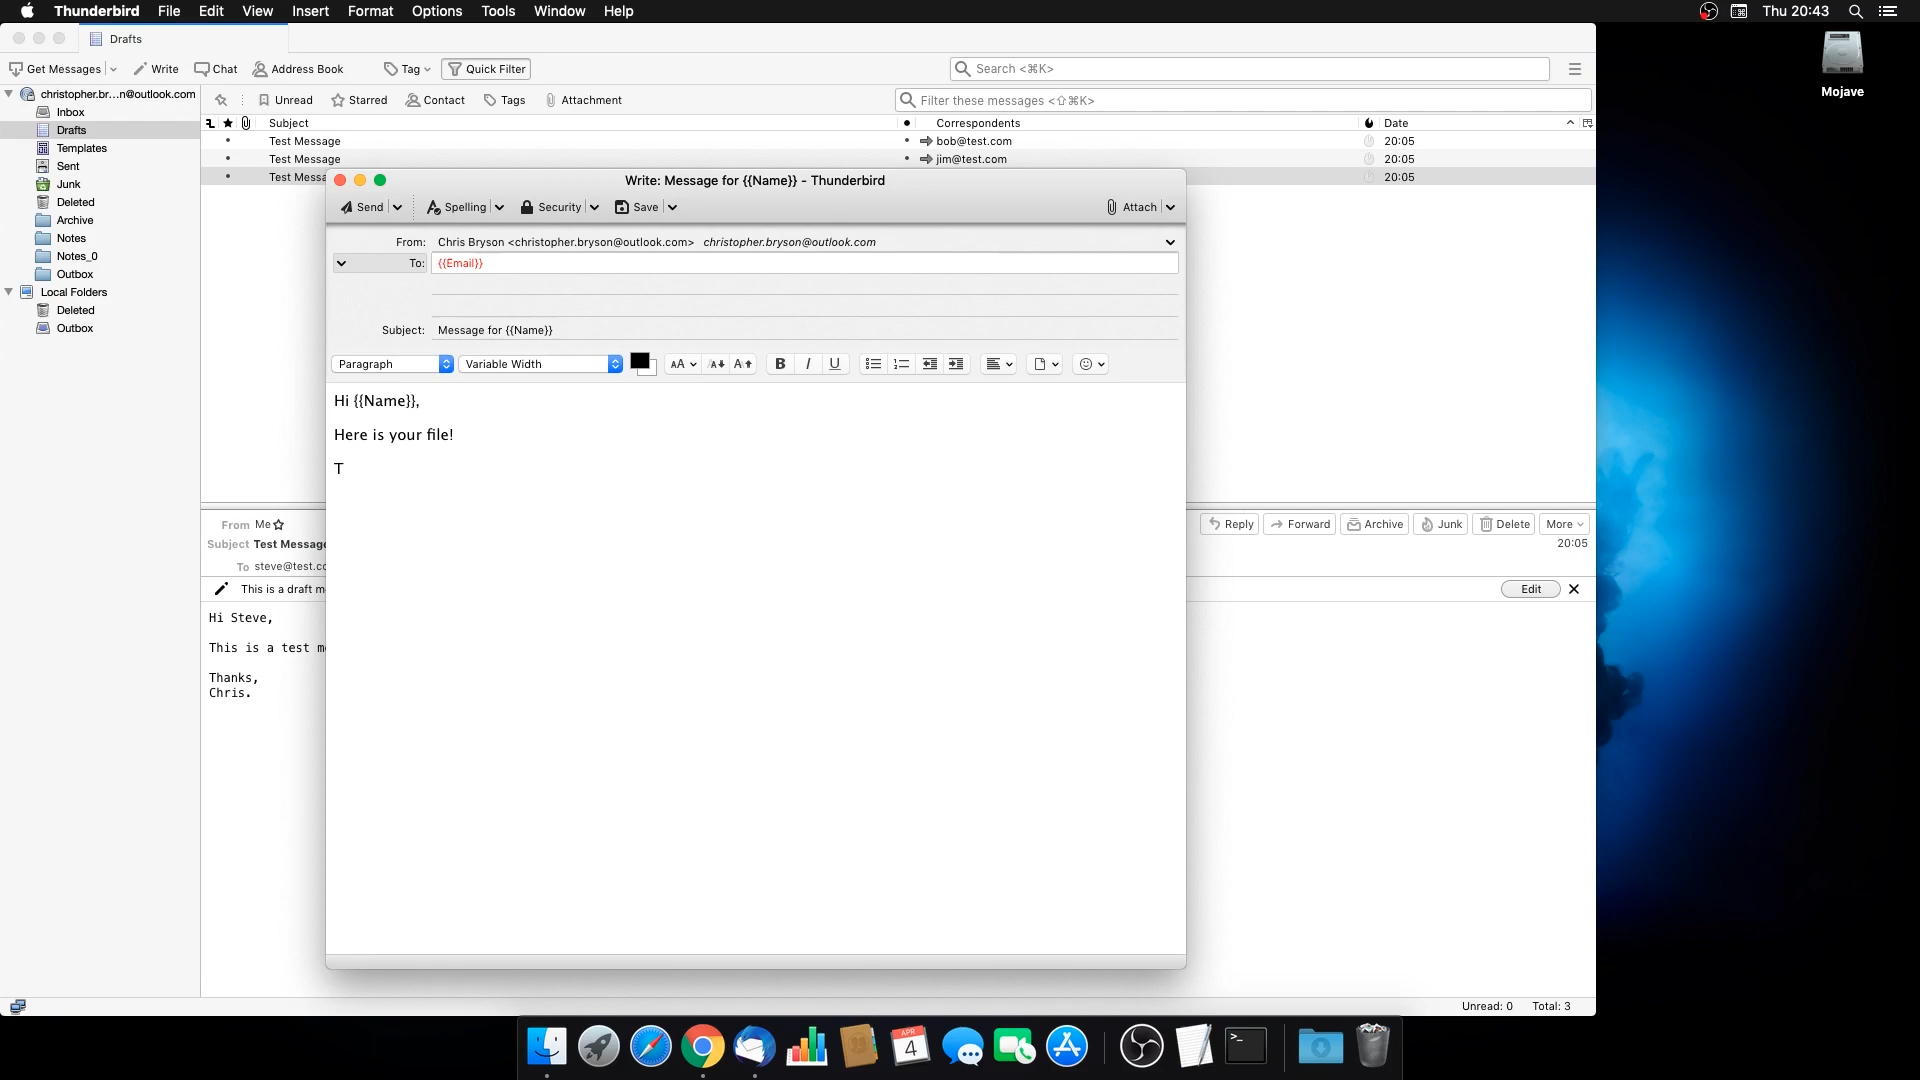 Thunderbird File Edit View Insert Format Options Tools Window Help Thu 20:43
Drafts
Mojave
Get Messages Write Chat Address Book Tag Quick Filter Search <⌘K>
christopher.br...n@outlook.com
Unread Starred Contact Tags Attachment Filter these messages <⇧⌘K>
Inbox
Drafts
Templates
Sent
Junk
Deleted
Archive
Notes
Notes_0
Outbox
Local Folders
Deleted
Outbox
Subject Correspondents Date
Test Message bob@test.com 20:05
Test Message jim@test.com 20:05
Test Messa 20:05
Write: Message for {{Name}} - Thunderbird
Send Spelling Security Save Attach
From: Chris Bryson <christopher.bryson@outlook.com> christopher.bryson@outlook.com
To: {{Email}}
Subject: Message for {{Name}}
Paragraph Variable Width
Hi {{Name}},
Here is your file!
T
From Me Reply Forward Archive Junk Delete More
Subject Test Message 20:05
To steve@test.co
This is a draft m Edit
Hi Steve,
This is a test m
Thanks,
Chris.
Unread: 0 Total: 3
APR
4